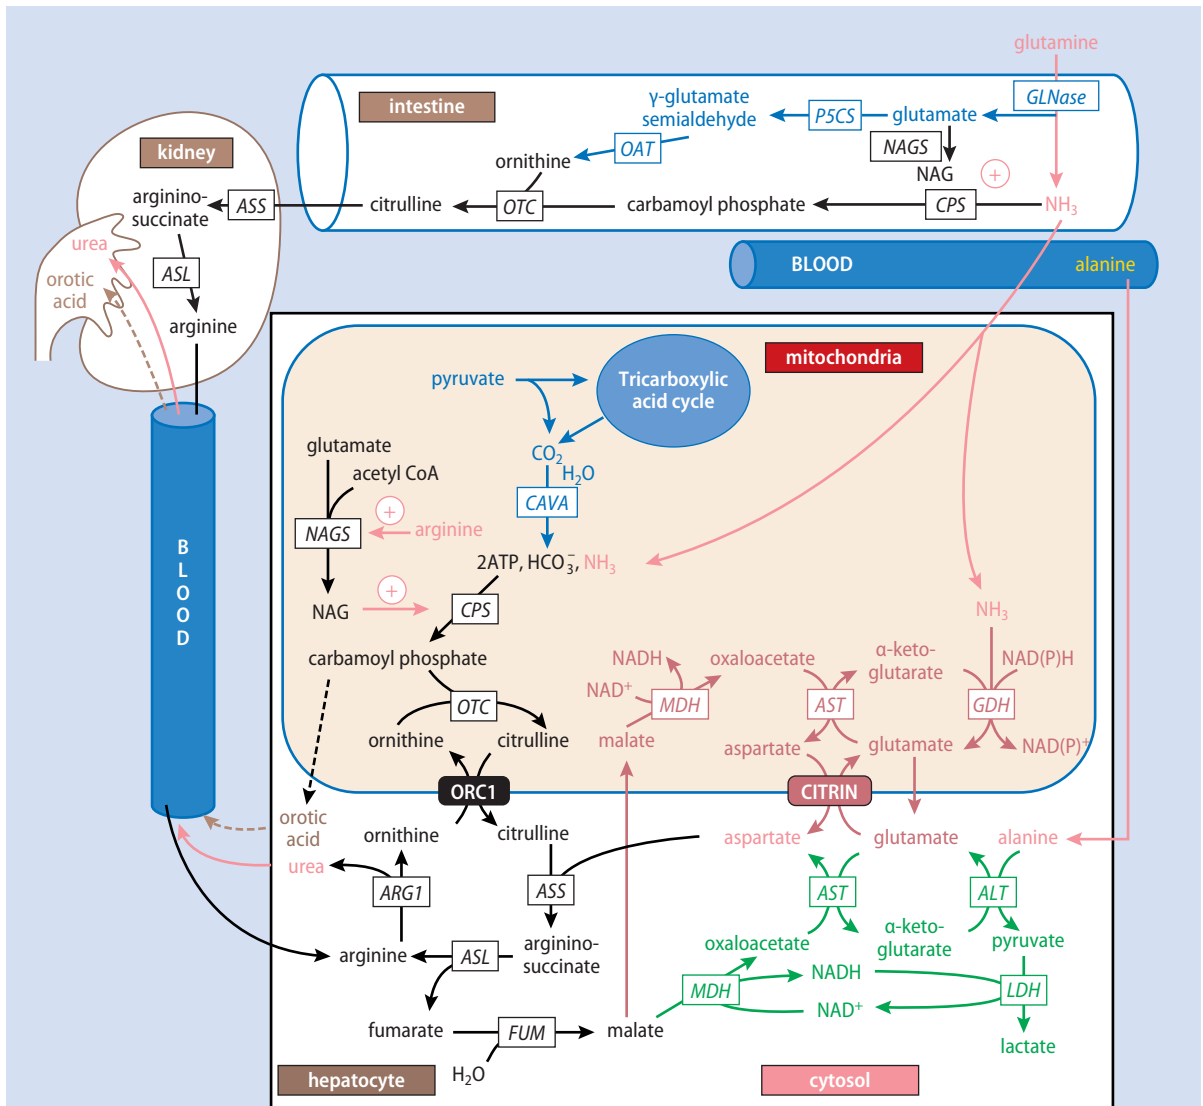 glutamine
intestine
γ-glutamate
semialdehyde
P5CS
glutamate
GLNase
kidney
OAT
NAGS
ornithine
NAG
+
arginino-
succinate
ASS
citrulline
OTC
carbamoyl phosphate
CPS
NH₃
urea
ASL
orotic
acid
BLOOD
alanine
arginine
mitochondria
pyruvate
Tricarboxylic
acid cycle
glutamate
acetyl CoA
CO₂
H₂O
CAVA
NAGS
+
arginine
BLOOD
2ATP, HCO₃⁻, NH₃
NAG
+
CPS
NH₃
carbamoyl phosphate
NADH
oxaloacetate
α-keto-
glutarate
NAD(P)H
NAD⁺
MDH
AST
GDH
OTC
ornithine
citrulline
malate
aspartate
glutamate
NAD(P)⁺
ORC1
CITRIN
orotic
acid
ornithine
citrulline
aspartate
glutamate
alanine
urea
ARG1
ASS
AST
ALT
arginine
ASL
arginino-
succinate
oxaloacetate
α-keto-
glutarate
pyruvate
MDH
NADH
LDH
NAD⁺
fumarate
FUM
malate
lactate
H₂O
hepatocyte
cytosol